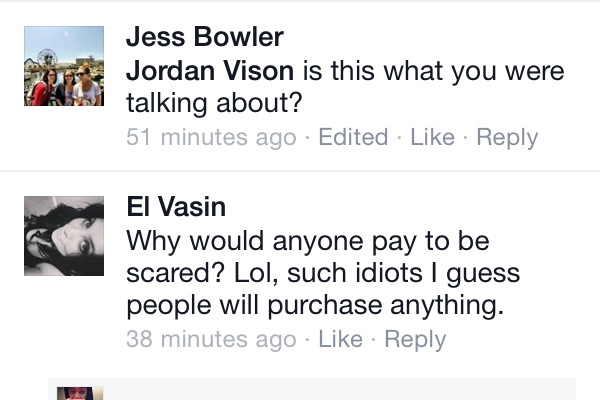 Jess Bowler
Jordan Vison is this what you were
talking about?
51 minutes ago · Edited · Like · Reply
El Vasin
Why would anyone pay to be
scared? Lol, such idiots I guess
people will purchase anything.
38 minutes ago · Like · Reply